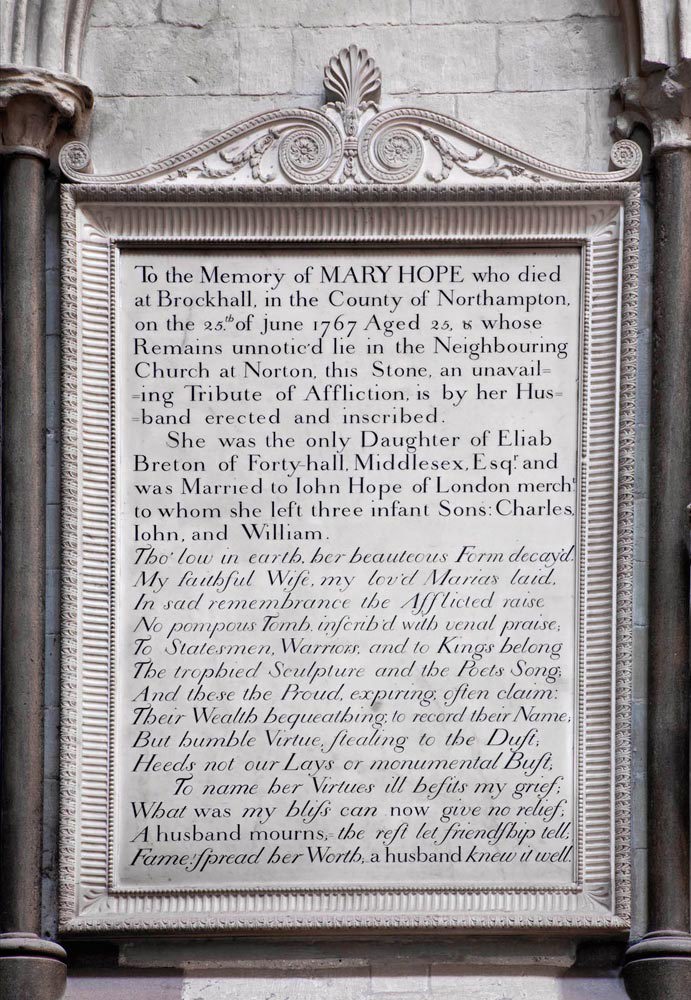 To the Memory of MARY HOPE who died
at Brockhall, in the County of Northampton,
on the 25.th of june 1767 Aged 25, & whose
Remains unnotic'd lie in the Neighbouring
Church at Norton, this Stone, an unavail=
=ing Tribute of Affliction, is by her Hus=
=band erected and inscribed.
She was the only Daughter of Eliab
Breton of Forty-hall, Middlesex, Esqr. and
was Married to Iohn Hope of London mercht
to whom she left three infant Sons: Charles,
Iohn, and William.
Tho' low in earth, her beauteous Form decay'd,
My faithful Wife, my lov'd Maria's laid,
In sad remembrance the Afflicted raise
No pompous Tomb, inſcrib'd with venal praise;
To Statesmen, Warriors, and to Kings belong
The trophied Sculpture and the Poets Song;
And these the Proud, expiring, often claim:
Their Wealth bequeathing, to record their Name;
But humble Virtue, ſtealing to the Duſt,
Heeds not our Lays or monumental Buſt,
To name her Virtues ill befits my grief;
What was my bliſs can now give no relief;
A husband mourns,=the reſt let friendſhip tell,
Fame! ſpread her Worth, a husband knew it well.